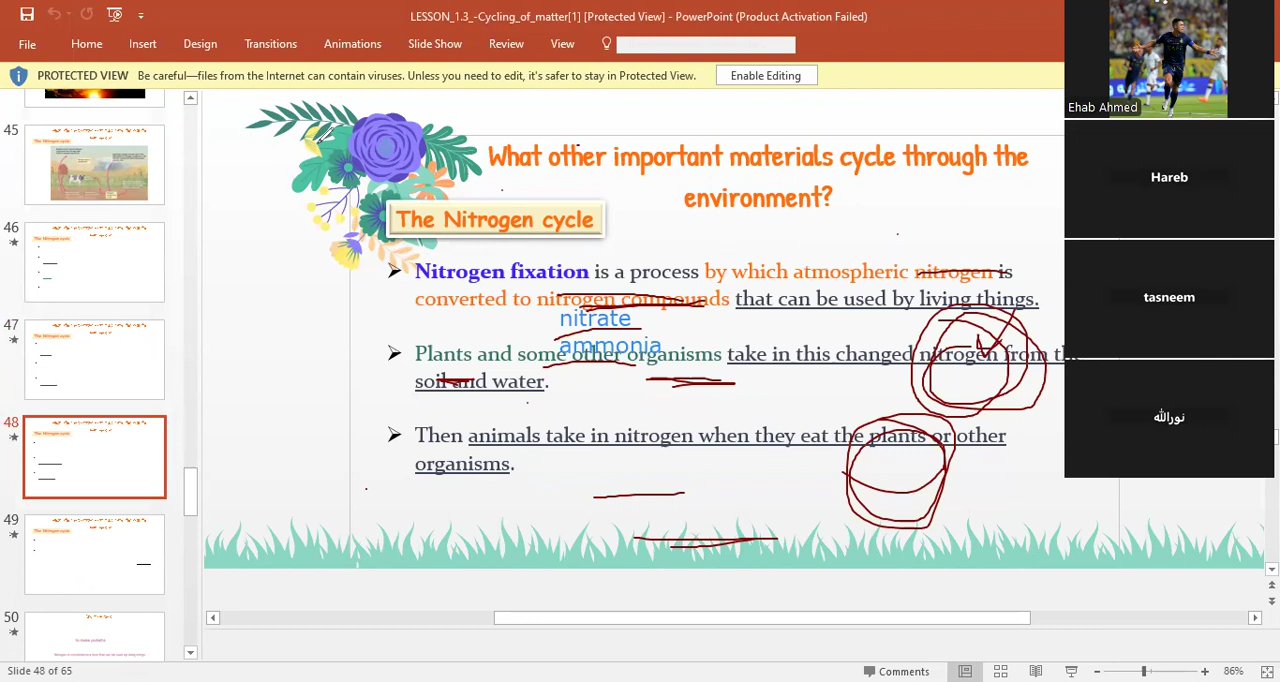 LESSON_1.3_-Cycling_of_matter[1] [Protected View] - PowerPoint (Product Activation Failed)
File Home Insert Design Transitions Animations Slide Show Review View
PROTECTED VIEW Be careful—files from the Internet can contain viruses. Unless you need to edit, it's safer to stay in Protected View. Enable Editing
45
46
47
48
49
50
What other important materials cycle through the
environment?
The Nitrogen cycle
Nitrogen fixation is a process by which atmospheric nitrogen is
converted to nitrogen compounds that can be used by living things.
nitrate
ammonia
Plants and some other organisms take in this changed nitrogen from the
soil and water.
Then animals take in nitrogen when they eat the plants or other
organisms.
Ehab Ahmed
Hareb
tasneem
نورالله
Slide 48 of 65
Comments
86%